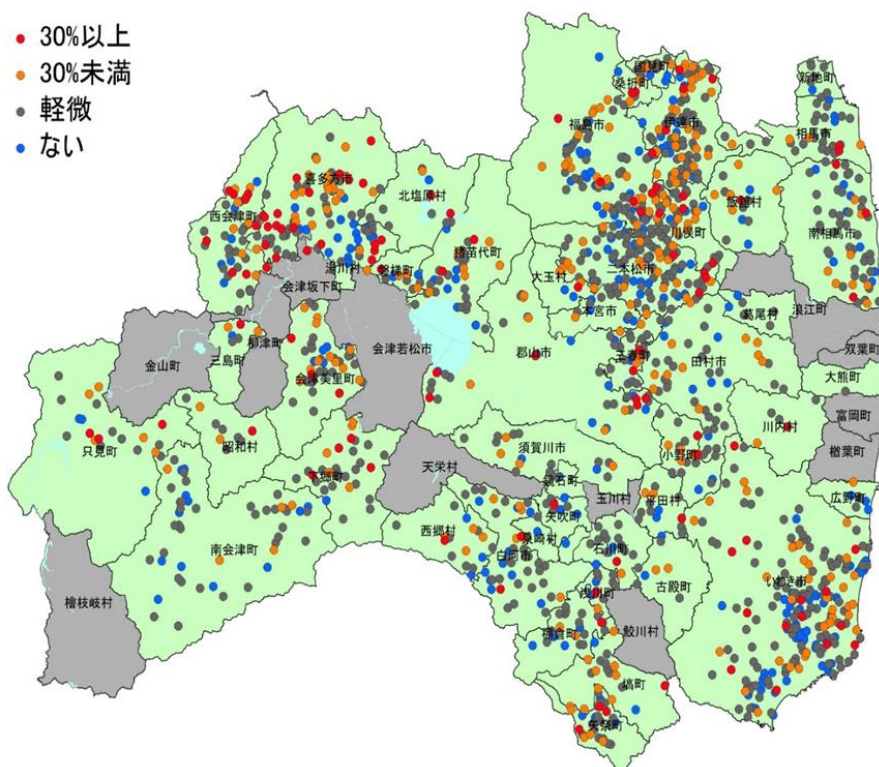 30%以上
30%未満
軽微
ない
国見町
桑折町
新地町
福島市
伊達市
相馬市
喜多方市
北塩原村
西会津町
飯舘村
川俣町
南相馬市
猪苗代町
湯川村
磐梯町
大玉村
二本松市
会津坂下町
本宮市
葛尾村
浪江町
柳津町
三島町
会津若松市
郡山市
三春町
双葉町
金山町
会津美里町
田村市
大熊町
富岡町
川内村
只見町
昭和村
須賀川市
小野町
楢葉町
下郷町
天栄村
鏡石町
玉川村
平田村
広野町
矢吹町
西郷村
泉崎村
南会津町
白河市
石川町
古殿町
いわき市
檜枝岐村
浅川町
棚倉町
鮫川村
塙町
矢祭町